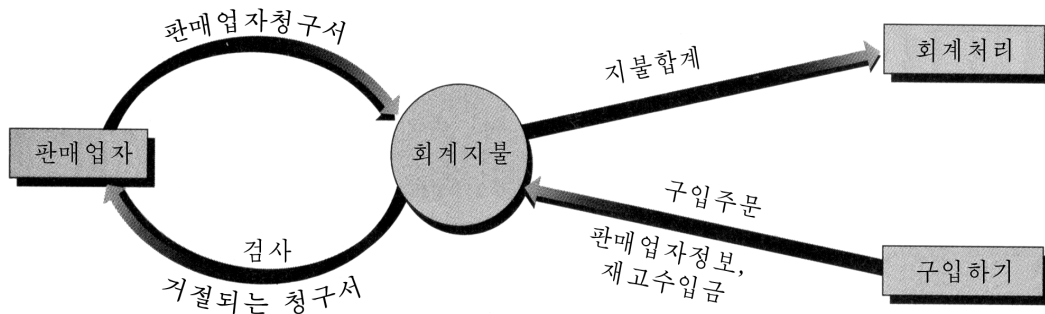 판매업자청구서
회계처리
지불합계
판매업자
회계지불
구입주문
검사
판매업자정보,
구입하기
재고수입금
거절되는 청구서